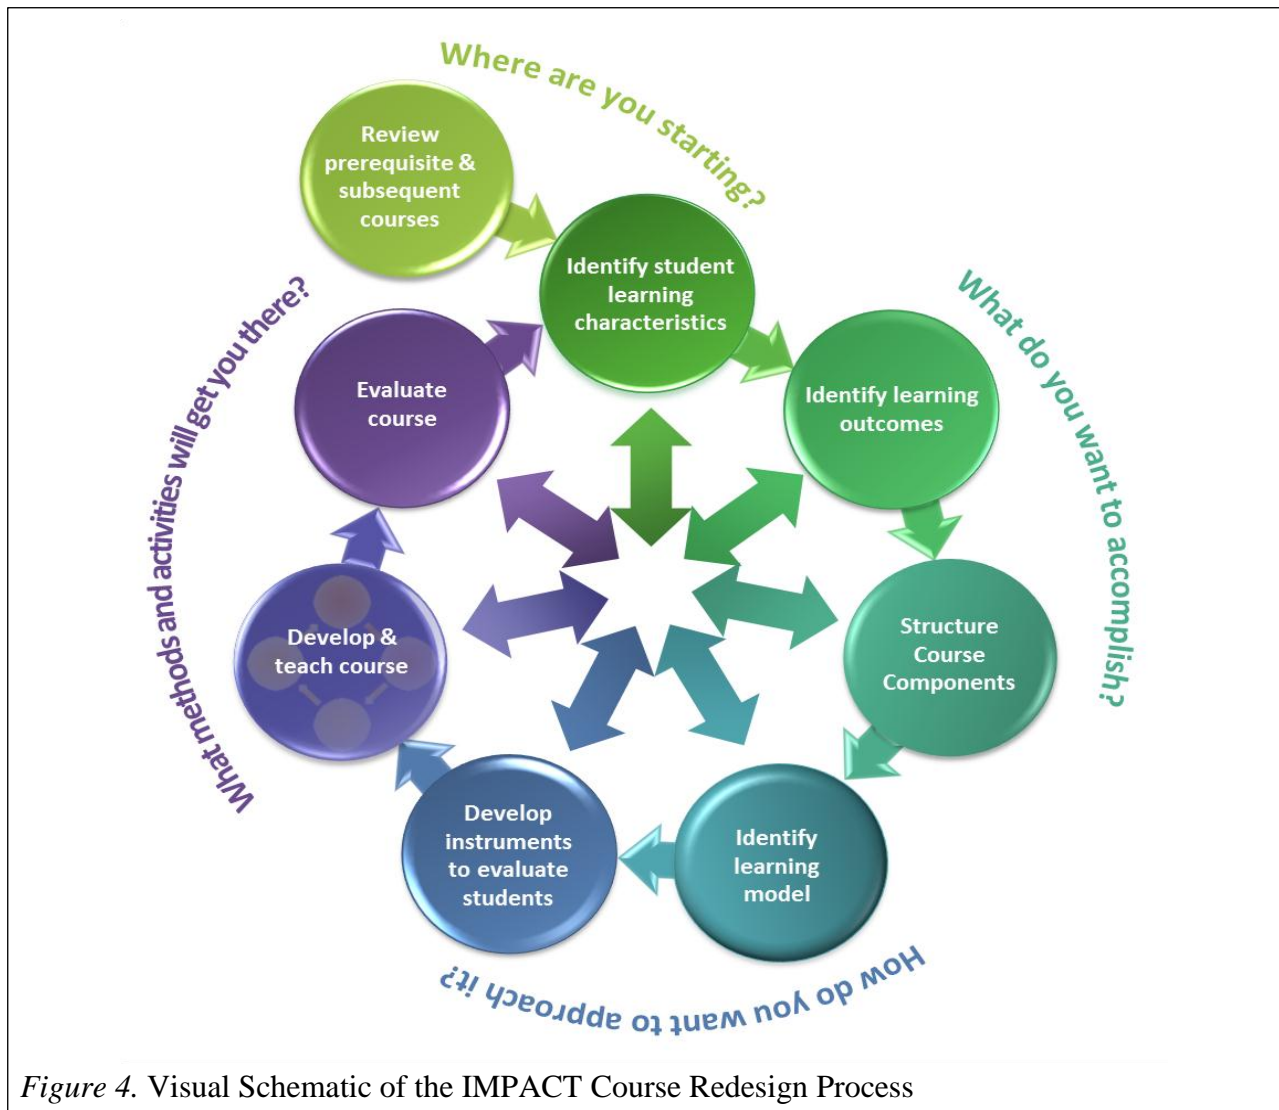 Where are you starting?
Review
prerequisite &
subsequent
courses
Identify student
learning
characteristics
What do you want to accomplish?
Identify learning
outcomes
Structure
Course
Components
Identify
learning
model
How do you want to approach it?
Develop
instruments
to evaluate
students
Develop &
teach course
What methods and activities will get you there?
Evaluate
course
Figure 4. Visual Schematic of the IMPACT Course Redesign Process